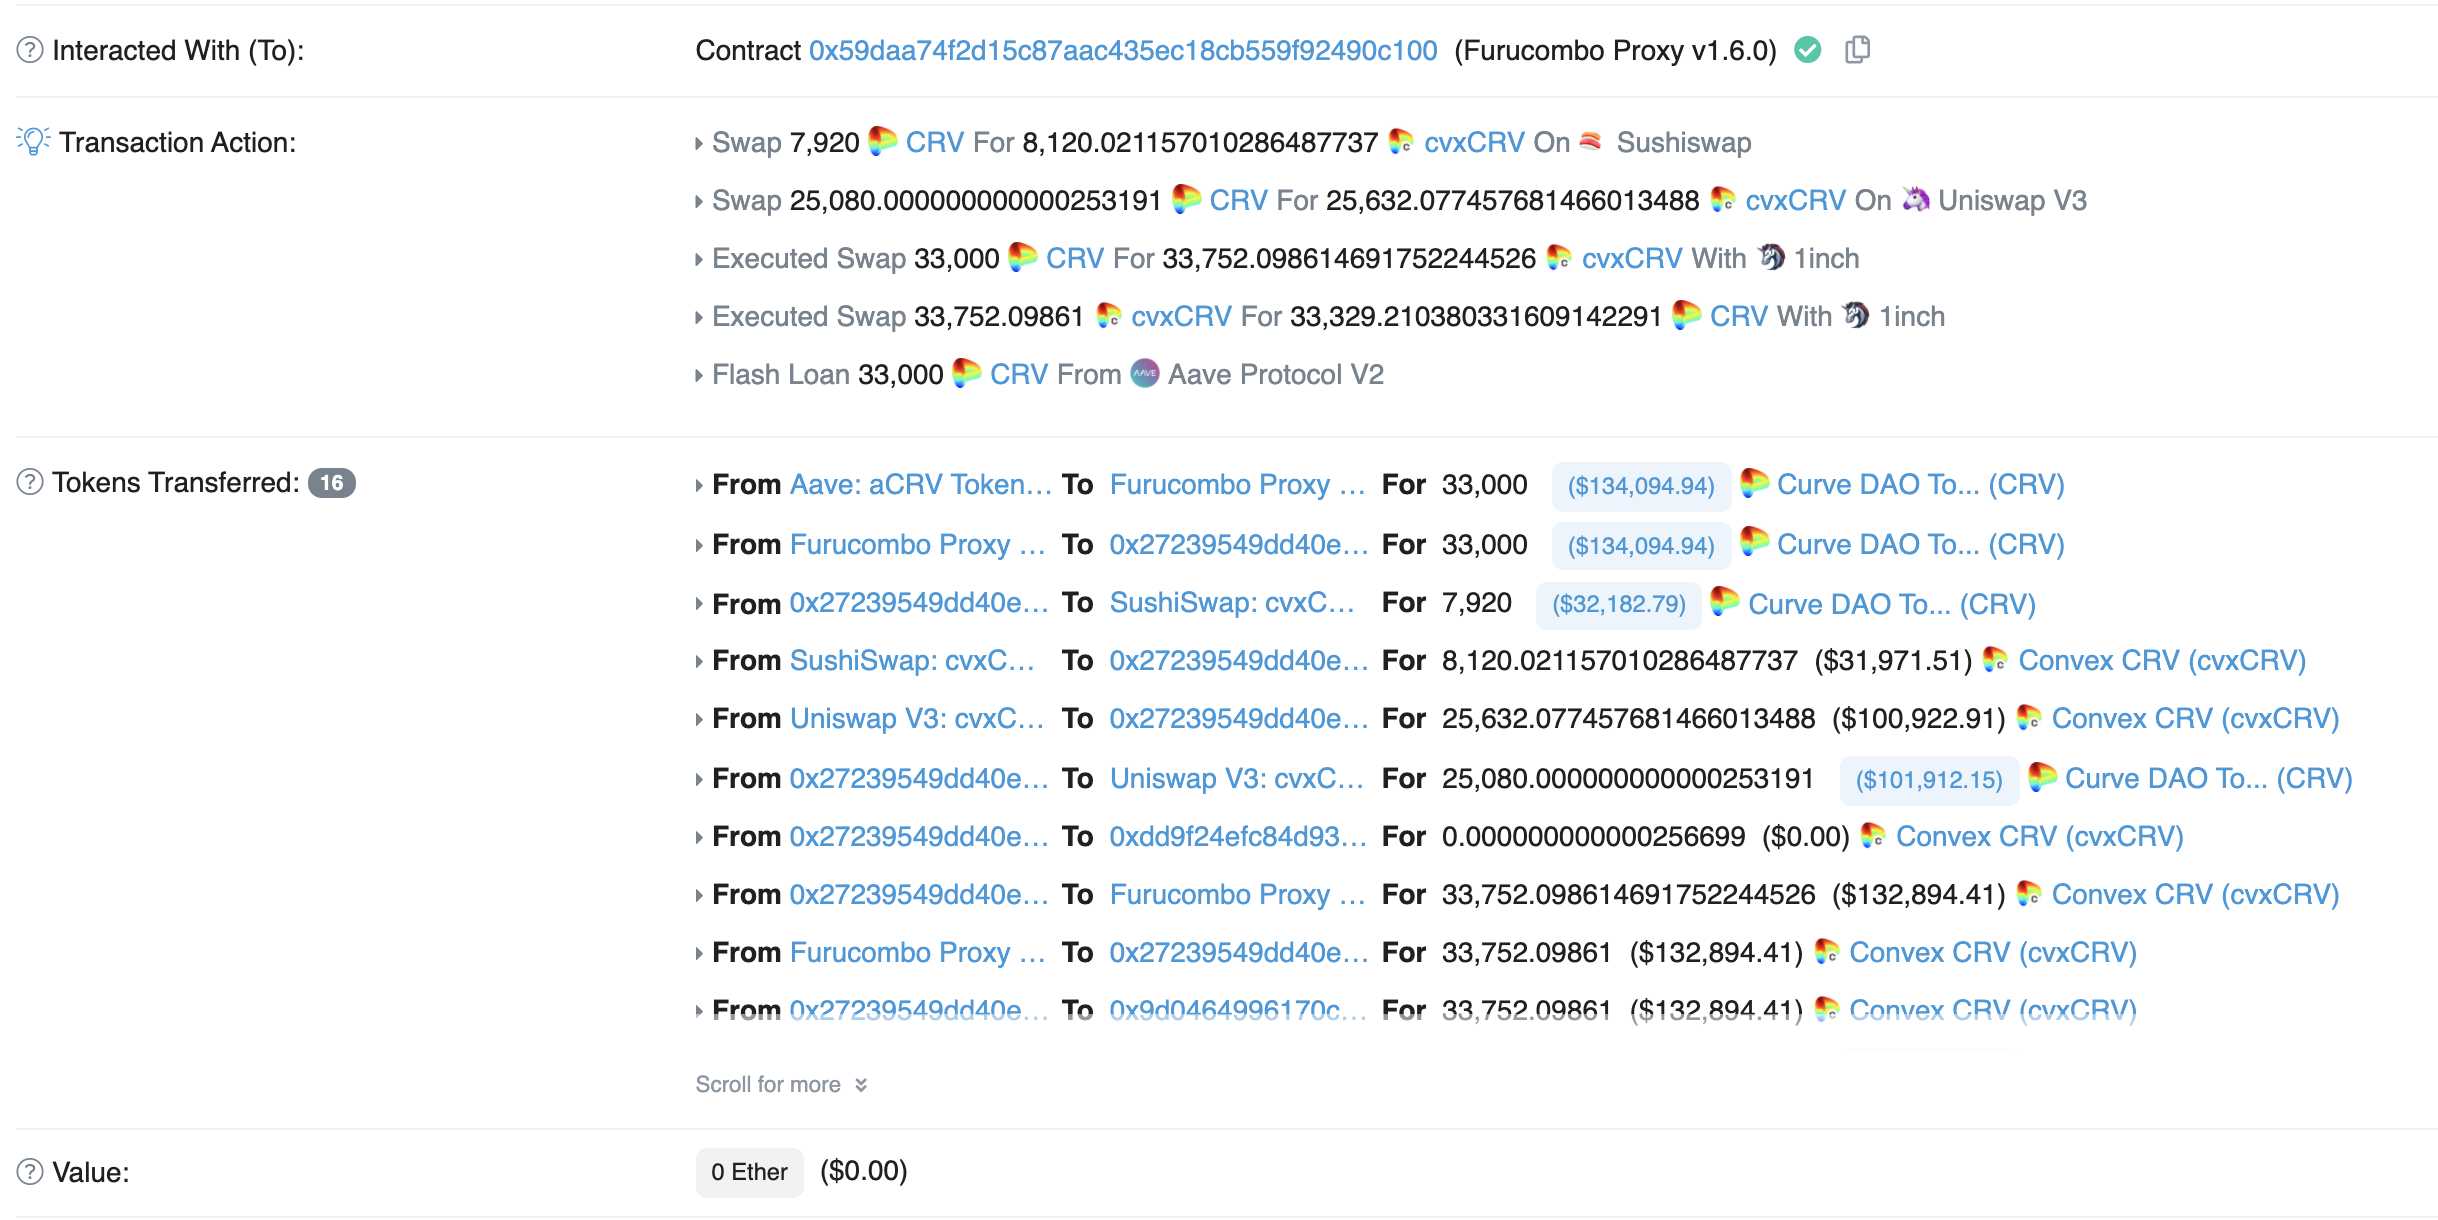 Interacted With (To): Contract 0x59daa74f2d15c87aac435ec18cb559f92490c100 (Furucombo Proxy v1.6.0)
Transaction Action: Swap 7,920 CRV For 8,120.021157010286487737 cvxCRV On Sushiswap
Swap 25,080.000000000000253191 CRV For 25,632.077457681466013488 cvxCRV On Uniswap V3
Executed Swap 33,000 CRV For 33,752.098614691752244526 cvxCRV With 1inch
Executed Swap 33,752.09861 cvxCRV For 33,329.210380331609142291 CRV With 1inch
Flash Loan 33,000 CRV From AAVE Aave Protocol V2
Tokens Transferred: 16 From Aave: aCRV Token... To Furucombo Proxy ... For 33,000 ($134,094.94) Curve DAO To... (CRV)
From Furucombo Proxy ... To 0x27239549dd40e... For 33,000 ($134,094.94) Curve DAO To... (CRV)
From 0x27239549dd40e... To SushiSwap: cvxC... For 7,920 ($32,182.79) Curve DAO To... (CRV)
From SushiSwap: cvxC... To 0x27239549dd40e... For 8,120.021157010286487737 ($31,971.51) Convex CRV (cvxCRV)
From Uniswap V3: cvxC... To 0x27239549dd40e... For 25,632.077457681466013488 ($100,922.91) Convex CRV (cvxCRV)
From 0x27239549dd40e... To Uniswap V3: cvxC... For 25,080.000000000000253191 ($101,912.15) Curve DAO To... (CRV)
From 0x27239549dd40e... To 0xdd9f24efc84d93... For 0.000000000000256699 ($0.00) Convex CRV (cvxCRV)
From 0x27239549dd40e... To Furucombo Proxy ... For 33,752.098614691752244526 ($132,894.41) Convex CRV (cvxCRV)
From Furucombo Proxy ... To 0x27239549dd40e... For 33,752.09861 ($132,894.41) Convex CRV (cvxCRV)
From 0x27239549dd40e... To 0x9d0464996170c... For 33,752.09861 ($132,894.41) Convex CRV (cvxCRV)
Scroll for more
Value: 0 Ether ($0.00)